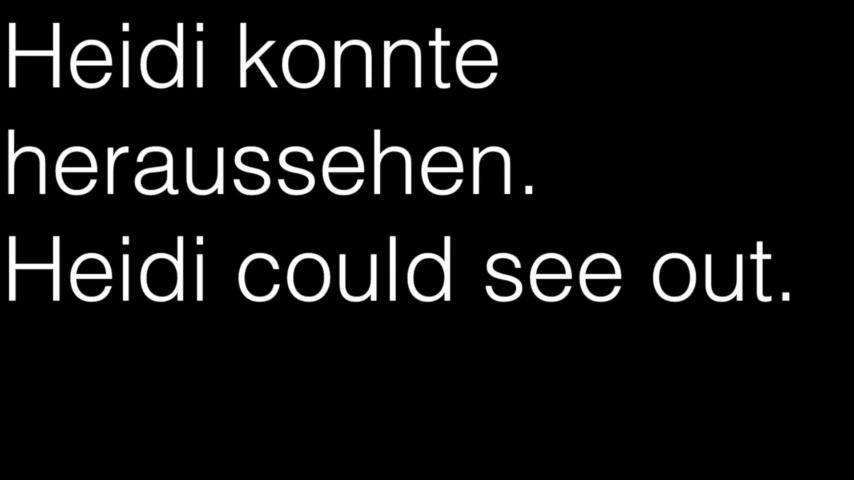 Heidi konnte
heraussehen.
Heidi could see out.